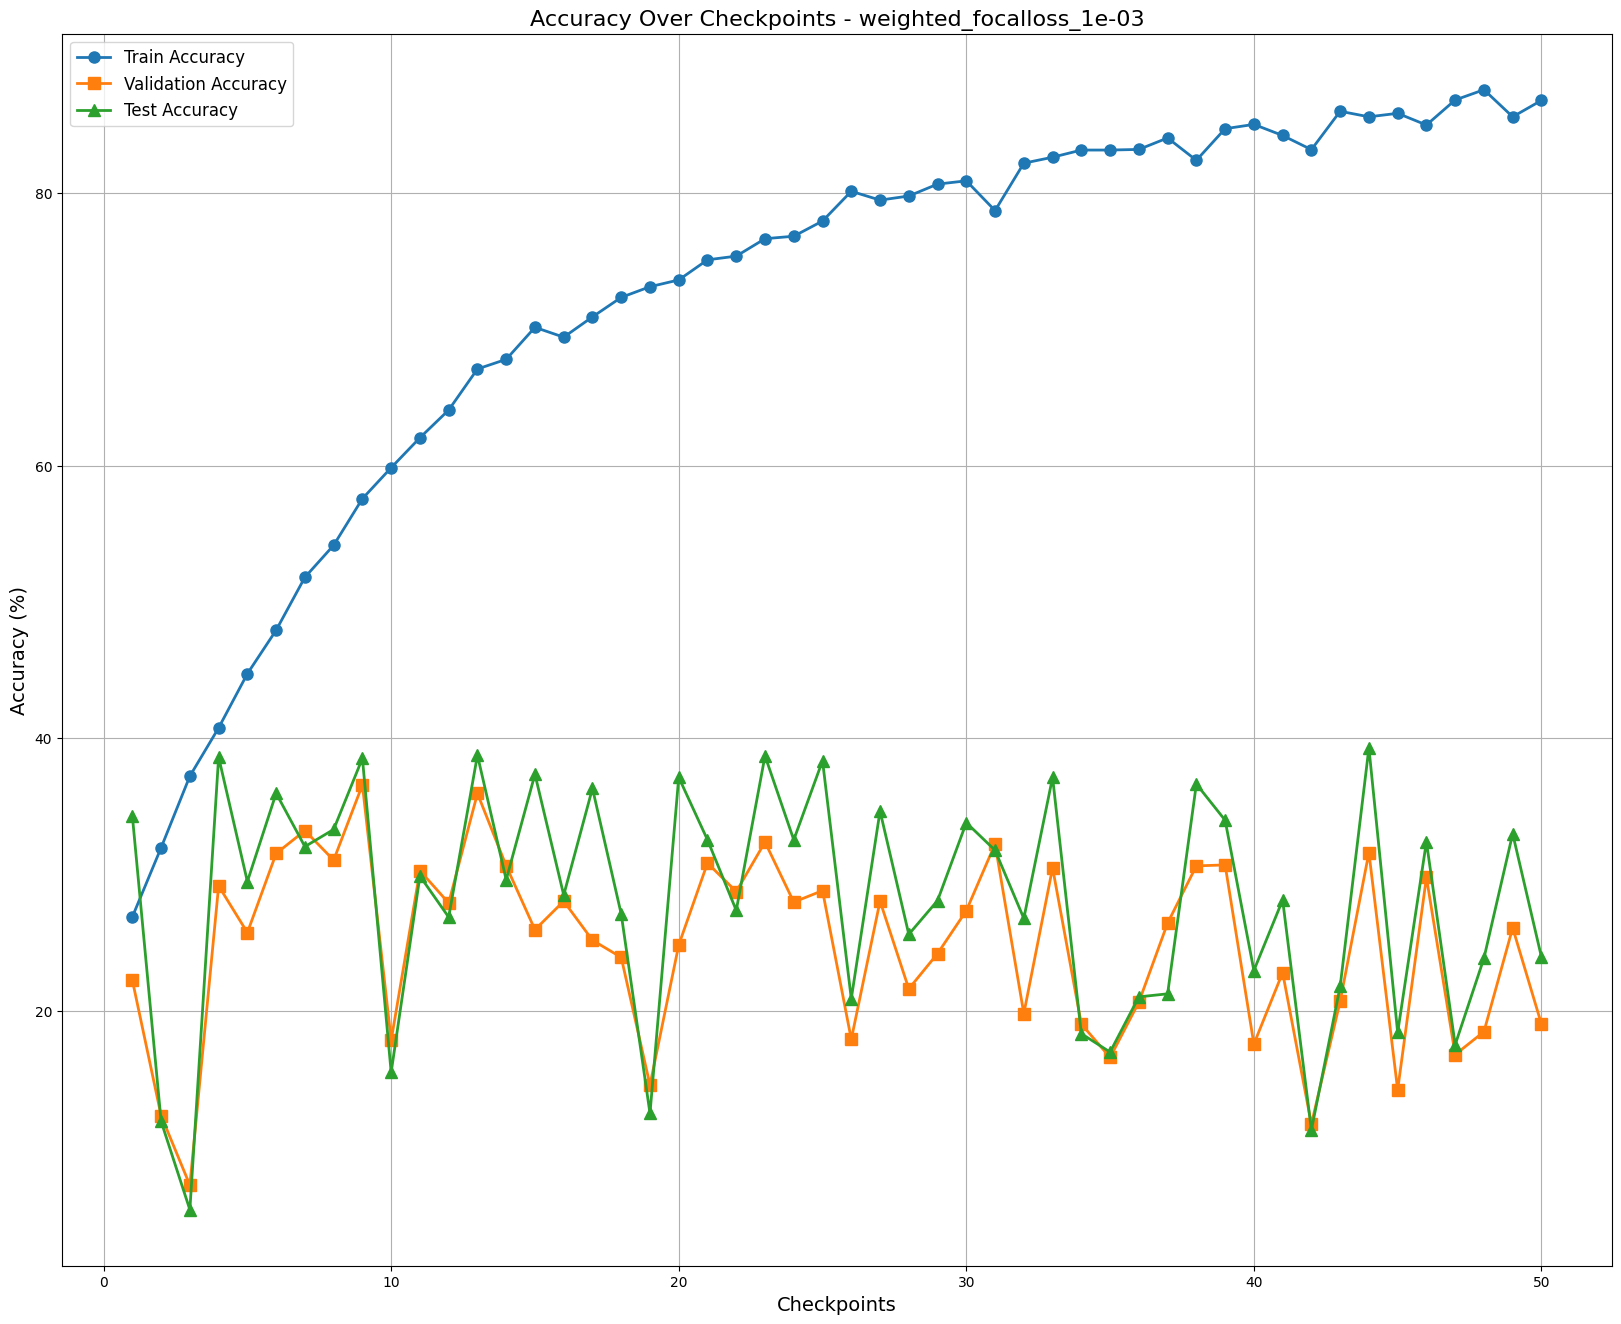 Accuracy Over Checkpoints - weighted_focalloss_1e-03
Train Accuracy
Validation Accuracy
Test Accuracy
Accuracy (%)
80
60
40
20
0 10 20 30 40 50
Checkpoints